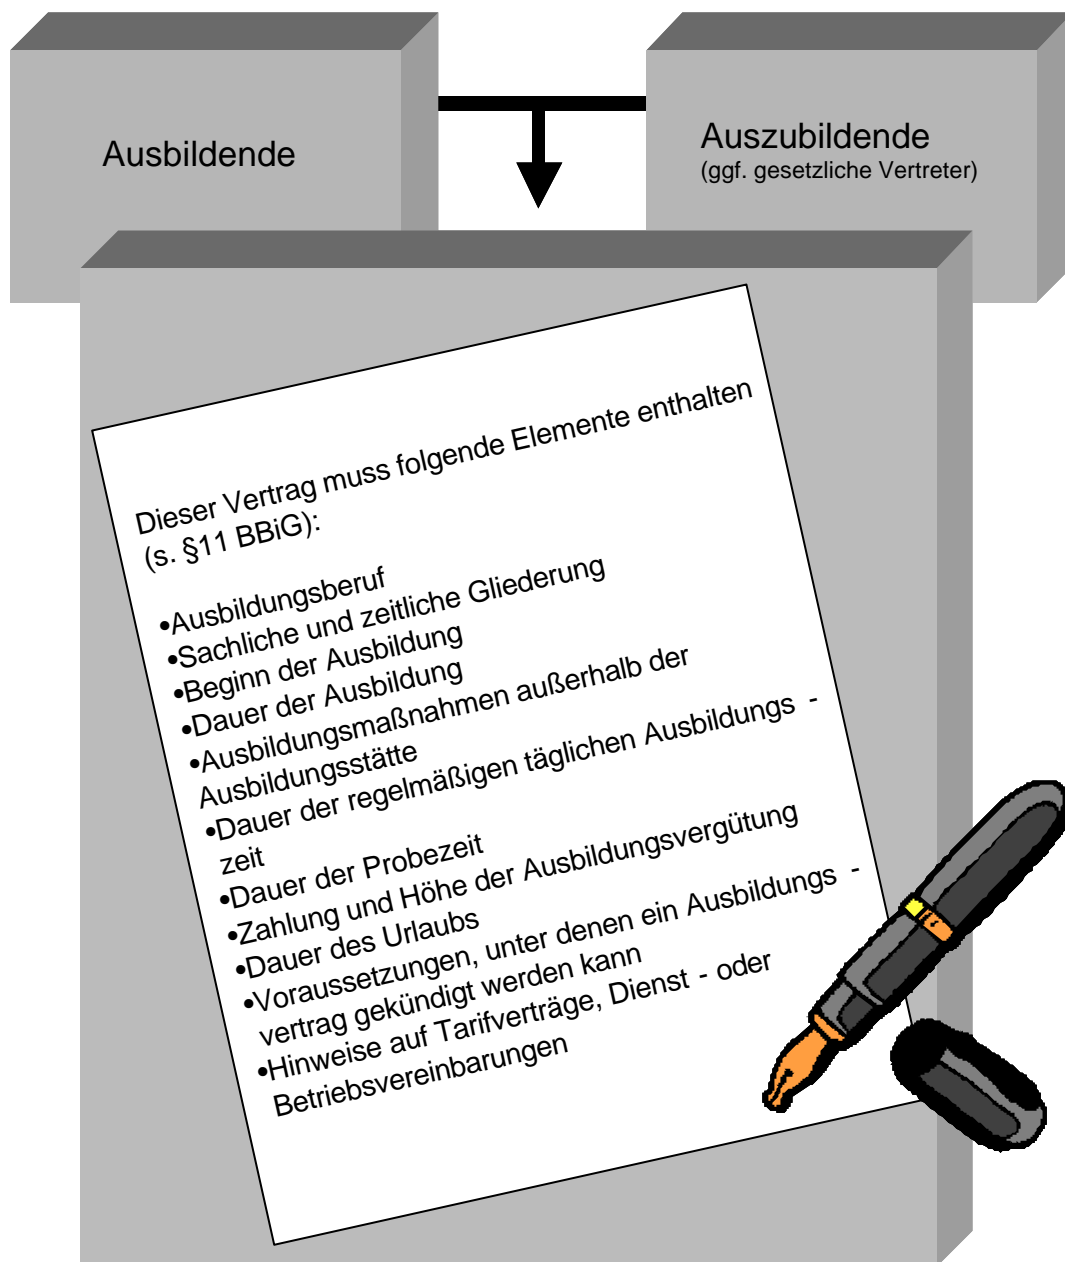 Ausbildende
Auszubildende
(ggf. gesetzliche Vertreter)
Dieser Vertrag muss folgende Elemente enthalten
(s. §11 BBiG):
•Ausbildungsberuf
•Sachliche und zeitliche Gliederung
•Beginn der Ausbildung
•Dauer der Ausbildung
•Ausbildungsmaßnahmen außerhalb der
Ausbildungsstätte
•Dauer der regelmäßigen täglichen Ausbildungs -
zeit
•Dauer der Probezeit
•Zahlung und Höhe der Ausbildungsvergütung
•Dauer des Urlaubs
•Voraussetzungen, unter denen ein Ausbildungs -
vertrag gekündigt werden kann
•Hinweise auf Tarifverträge, Dienst - oder
Betriebsvereinbarungen